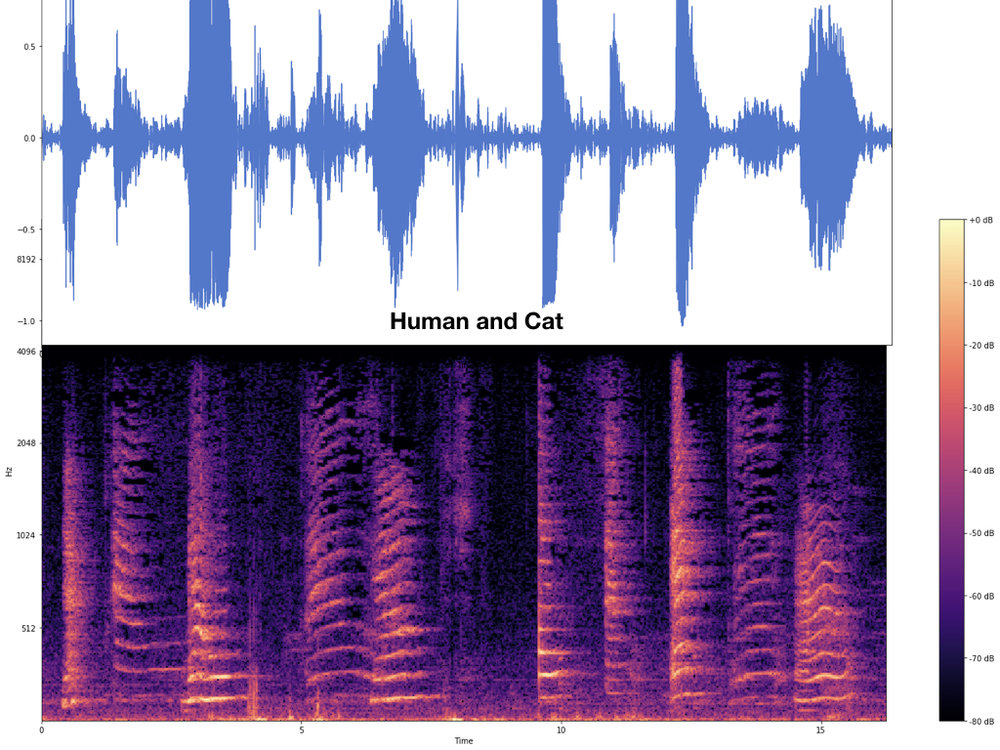 0.5
0.0
−0.5
8192
−1.0
Human and Cat
4096
2048
1024
512
Hz
0
5
10
15
Time
+0 dB
-10 dB
-20 dB
-30 dB
-40 dB
-50 dB
-60 dB
-70 dB
-80 dB